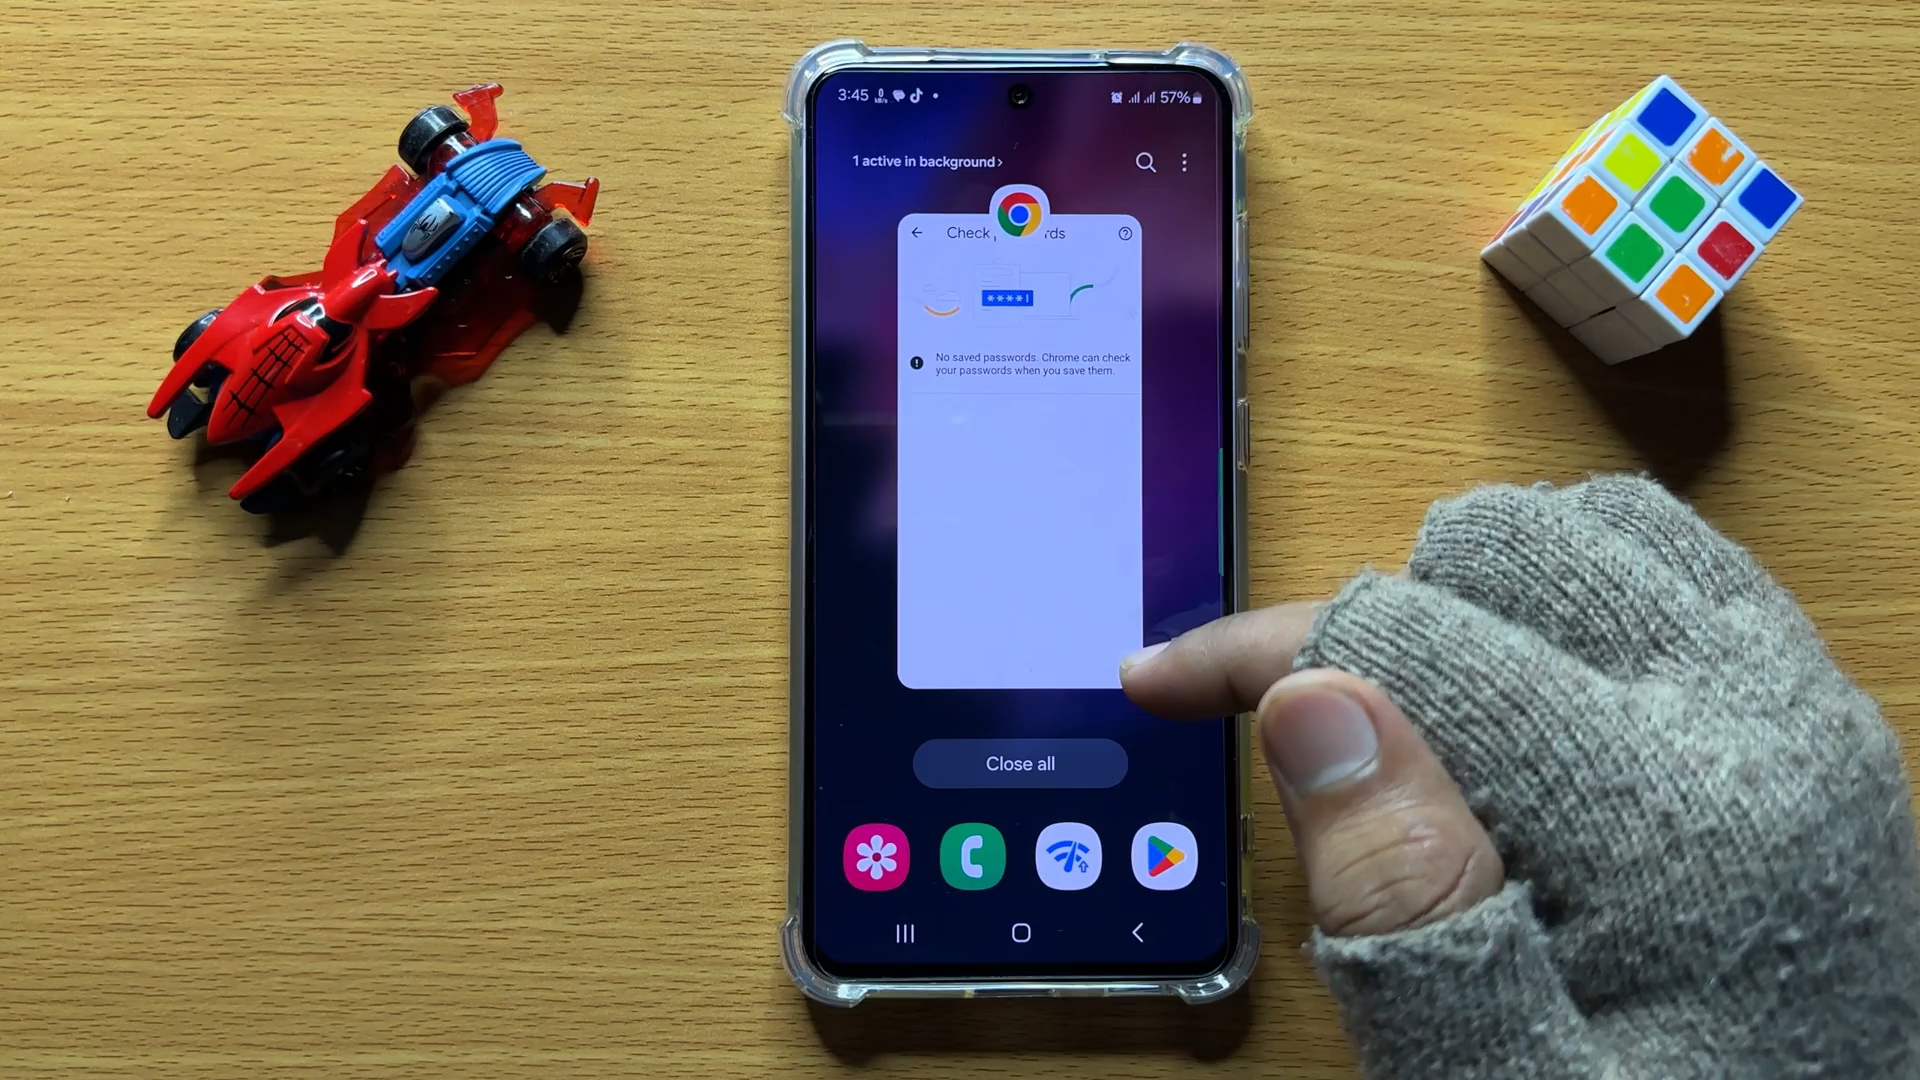 3:45
57%
1 active in background ›
Check rds
****
No saved passwords. Chrome can check
your passwords when you save them.
Close all